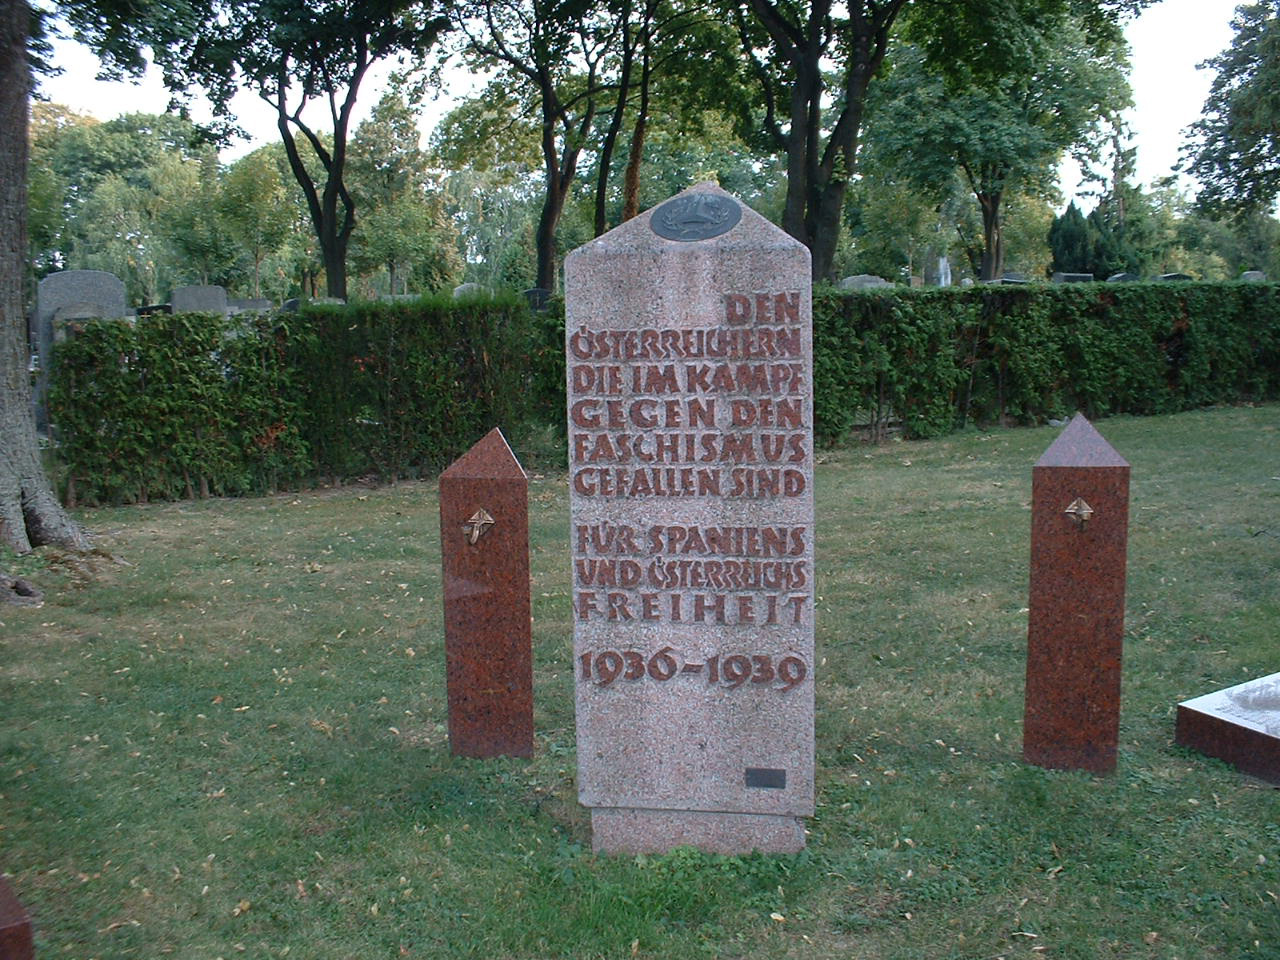 DEN
ÖSTERREICHERN
DIE IM KAMPF
GEGEN DEN
FASCHISMUS
GEFALLEN SIND
FÜR SPANIENS
UND ÖSTERREICHS
FREIHEIT
1936-1939